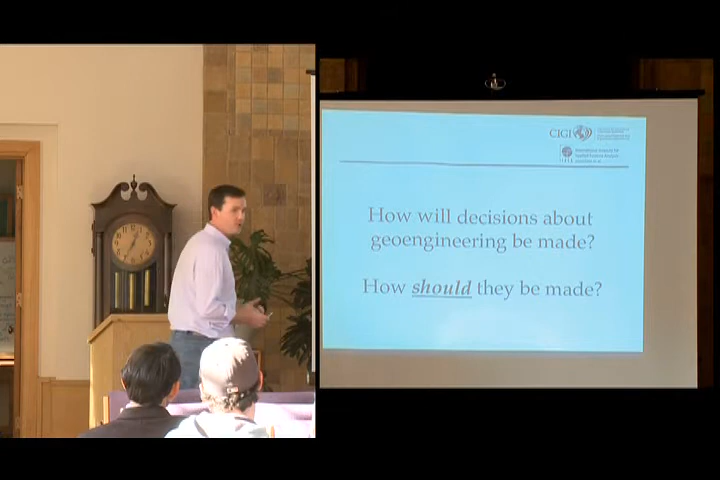 CIGI
How will decisions about
geoengineering be made?
How should they be made?